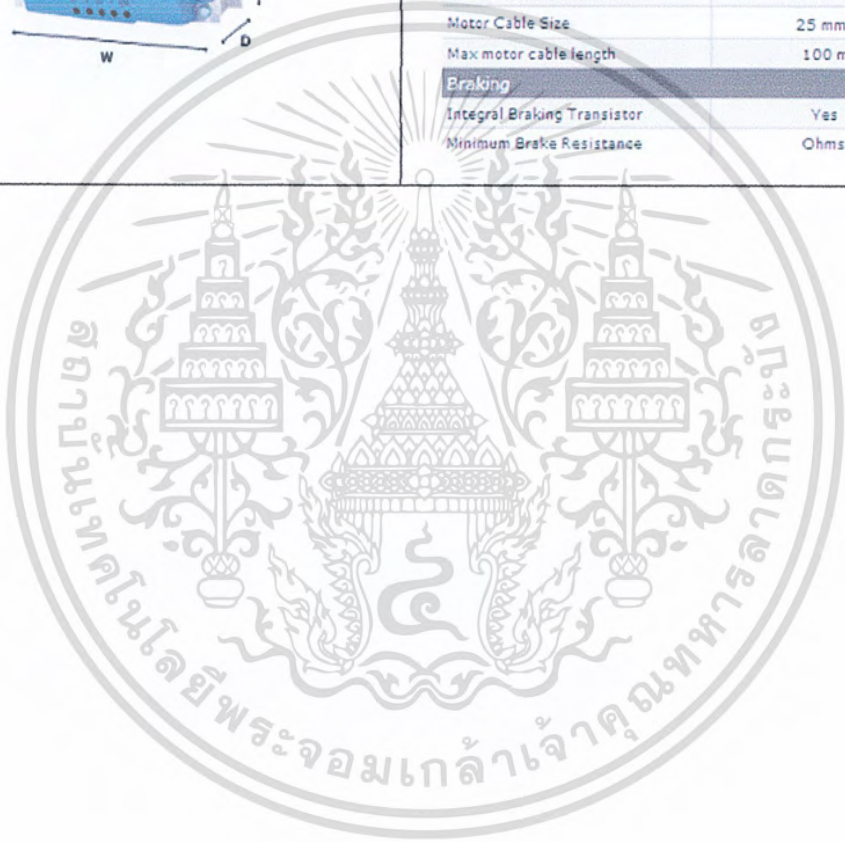 W
D
Motor Cable Size 25 mm
Max motor cable length 100 m
Braking
Integral Braking Transistor Yes
Minimum Brake Resistance Ohms
สถาบันเทคโนโลยีพระจอมเกล้าเจ้าคุณทหารลาดกระบัง